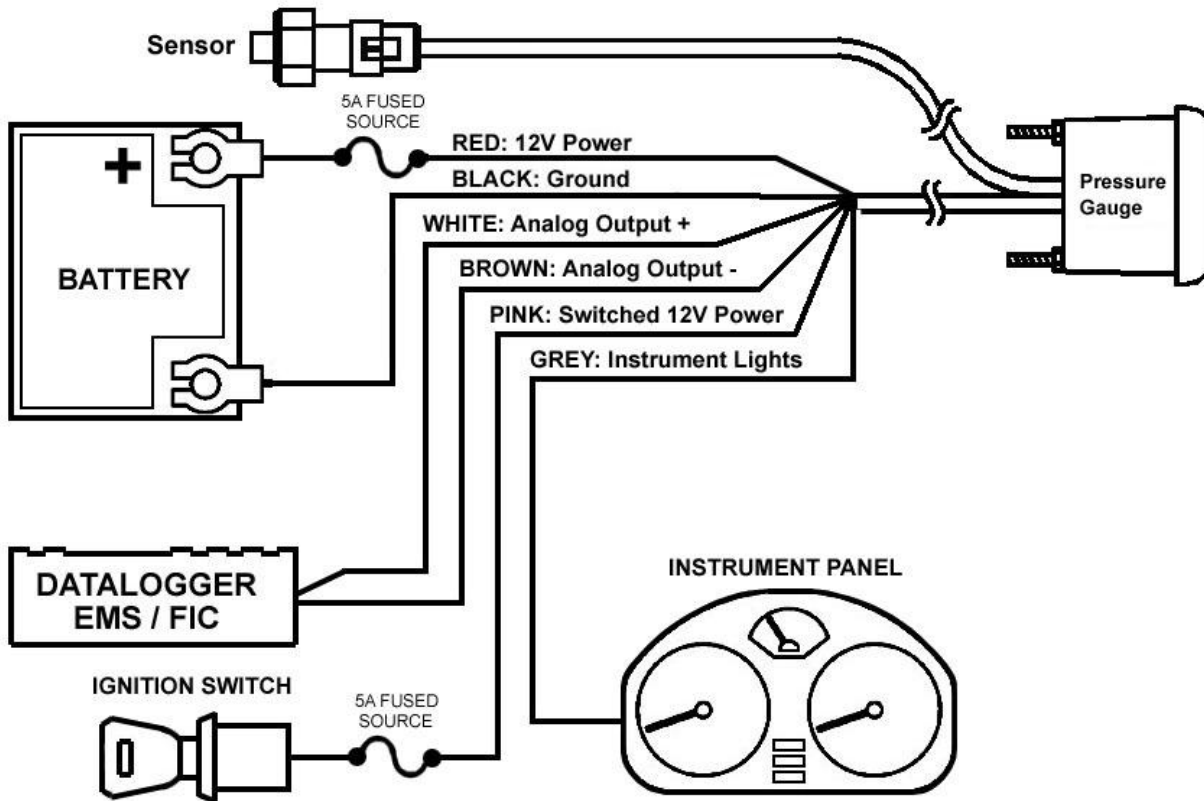 Sensor
5A FUSED
SOURCE
+
RED: 12V Power
BLACK: Ground
WHITE: Analog Output +
BROWN: Analog Output -
PINK: Switched 12V Power
GREY: Instrument Lights
Pressure
Gauge
BATTERY
DATALOGGER
EMS / FIC
INSTRUMENT PANEL
IGNITION SWITCH
5A FUSED
SOURCE